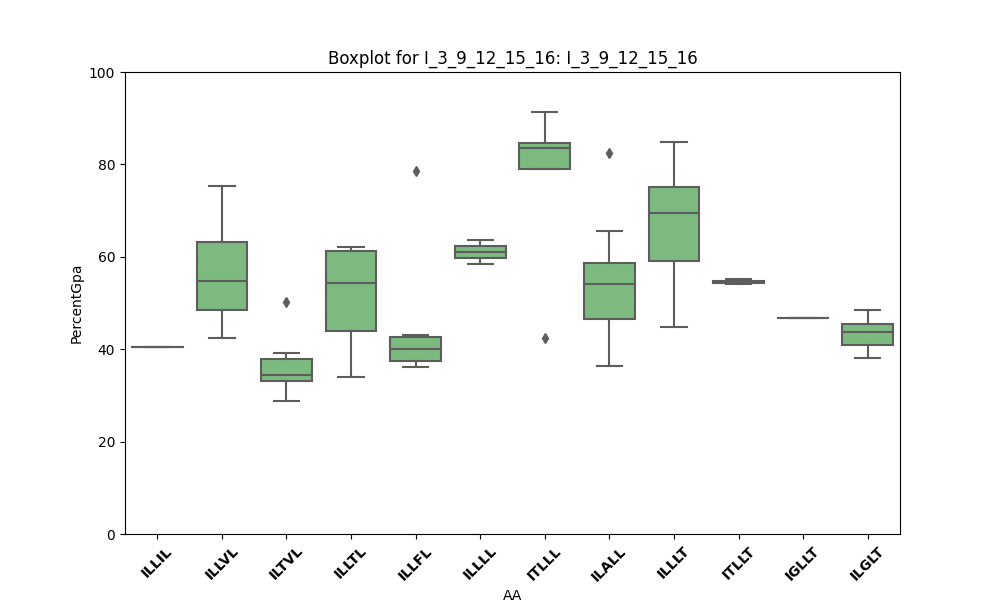 Boxplot for I_3_9_12_15_16: I_3_9_12_15_16
100
80
60
40
20
0
PercentGpa
ILLIL
ILLVL
ILTVL
ILLTL
ILLFL
ILLLL
ITLLL
ILALL
ILLLT
ITLLT
IGLLT
ILGLT
AA